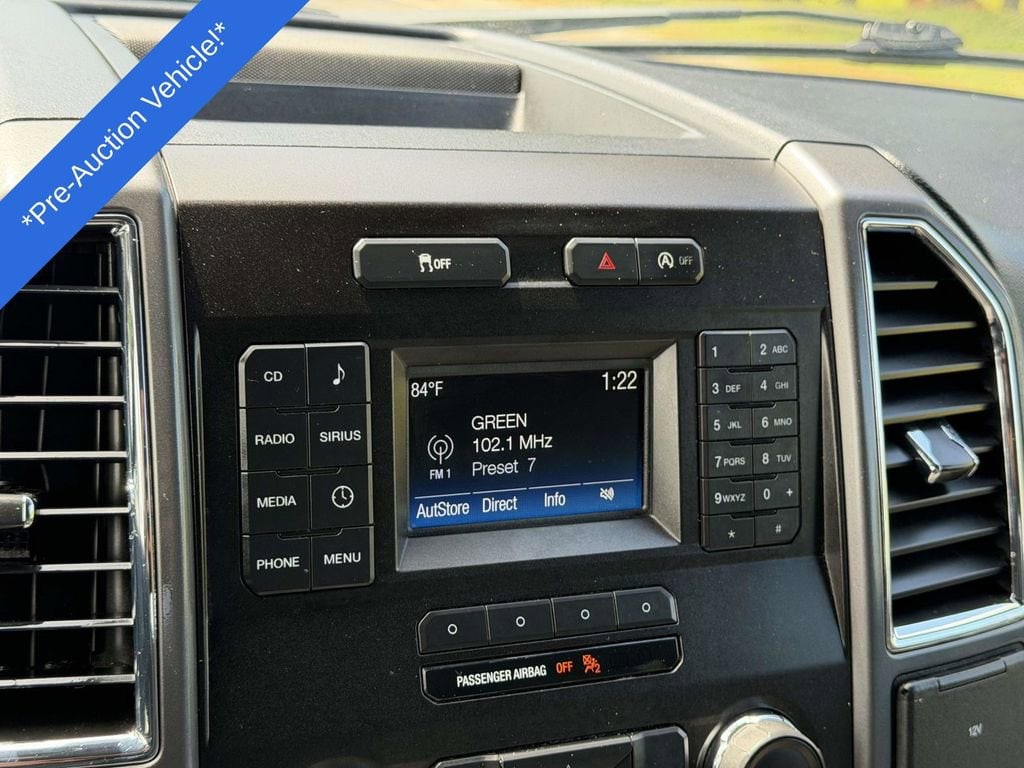 *Pre-Auction Vehicle!*
OFF
OFF
CD
RADIO SIRIUS
MEDIA
PHONE MENU
84°F 1:22
GREEN
102.1 MHz
FM 1 Preset 7
AutStore Direct Info
1 2 ABC
3 DEF 4 GHI
5 JKL 6 MNO
7 PQRS 8 TUV
9 WXYZ 0 +
* #
PASSENGER AIRBAG OFF 2
12V